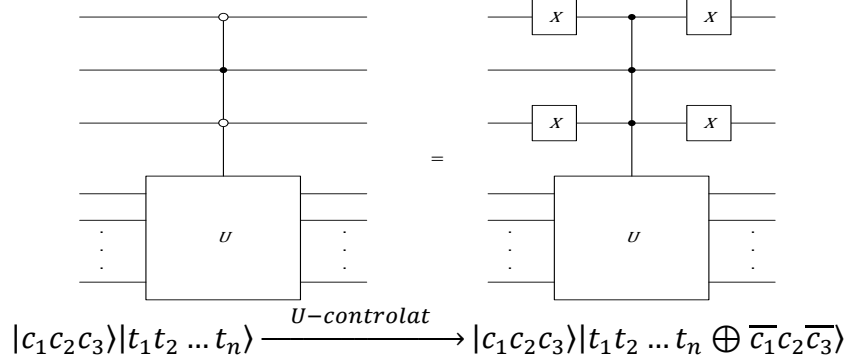 X X
X X
=
U U
|c₁c₂c₃⟩|t₁t₂ … tₙ⟩ U−controlat → |c₁c₂c₃⟩|t₁t₂ … tₙ ⊕ c̅₁c₂c̅₃⟩